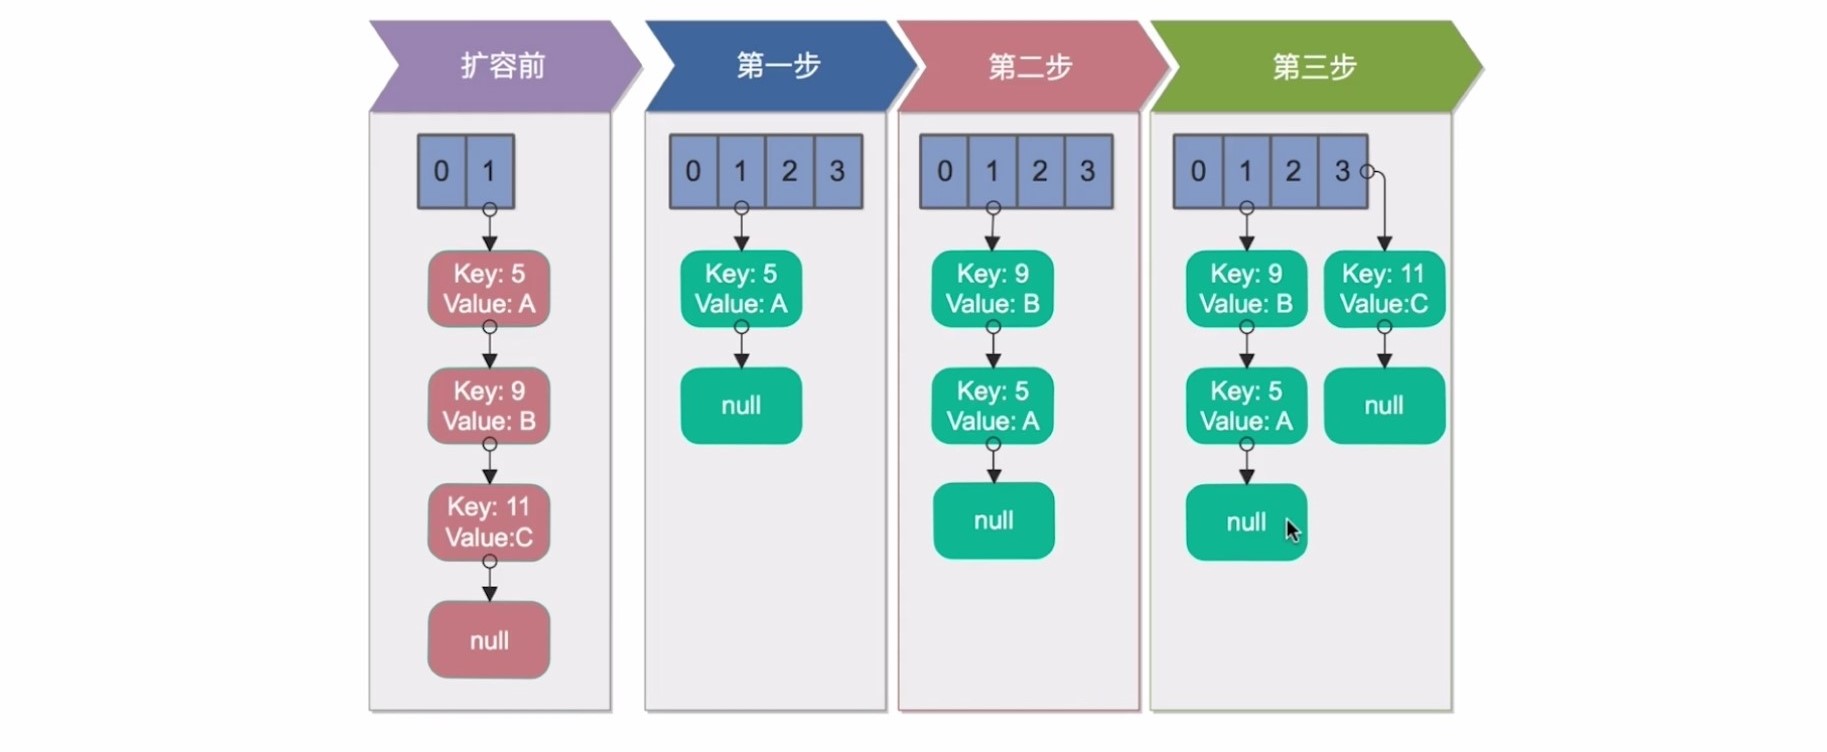 扩容前
0 1
Key: 5
Value: A
Key: 9
Value: B
Key: 11
Value:C
null
第一步
0 1 2 3
Key: 5
Value: A
null
第二步
0 1 2 3
Key: 9
Value: B
Key: 5
Value: A
null
第三步
0 1 2 3
Key: 9
Value: B
Key: 5
Value: A
null
Key: 11
Value:C
null